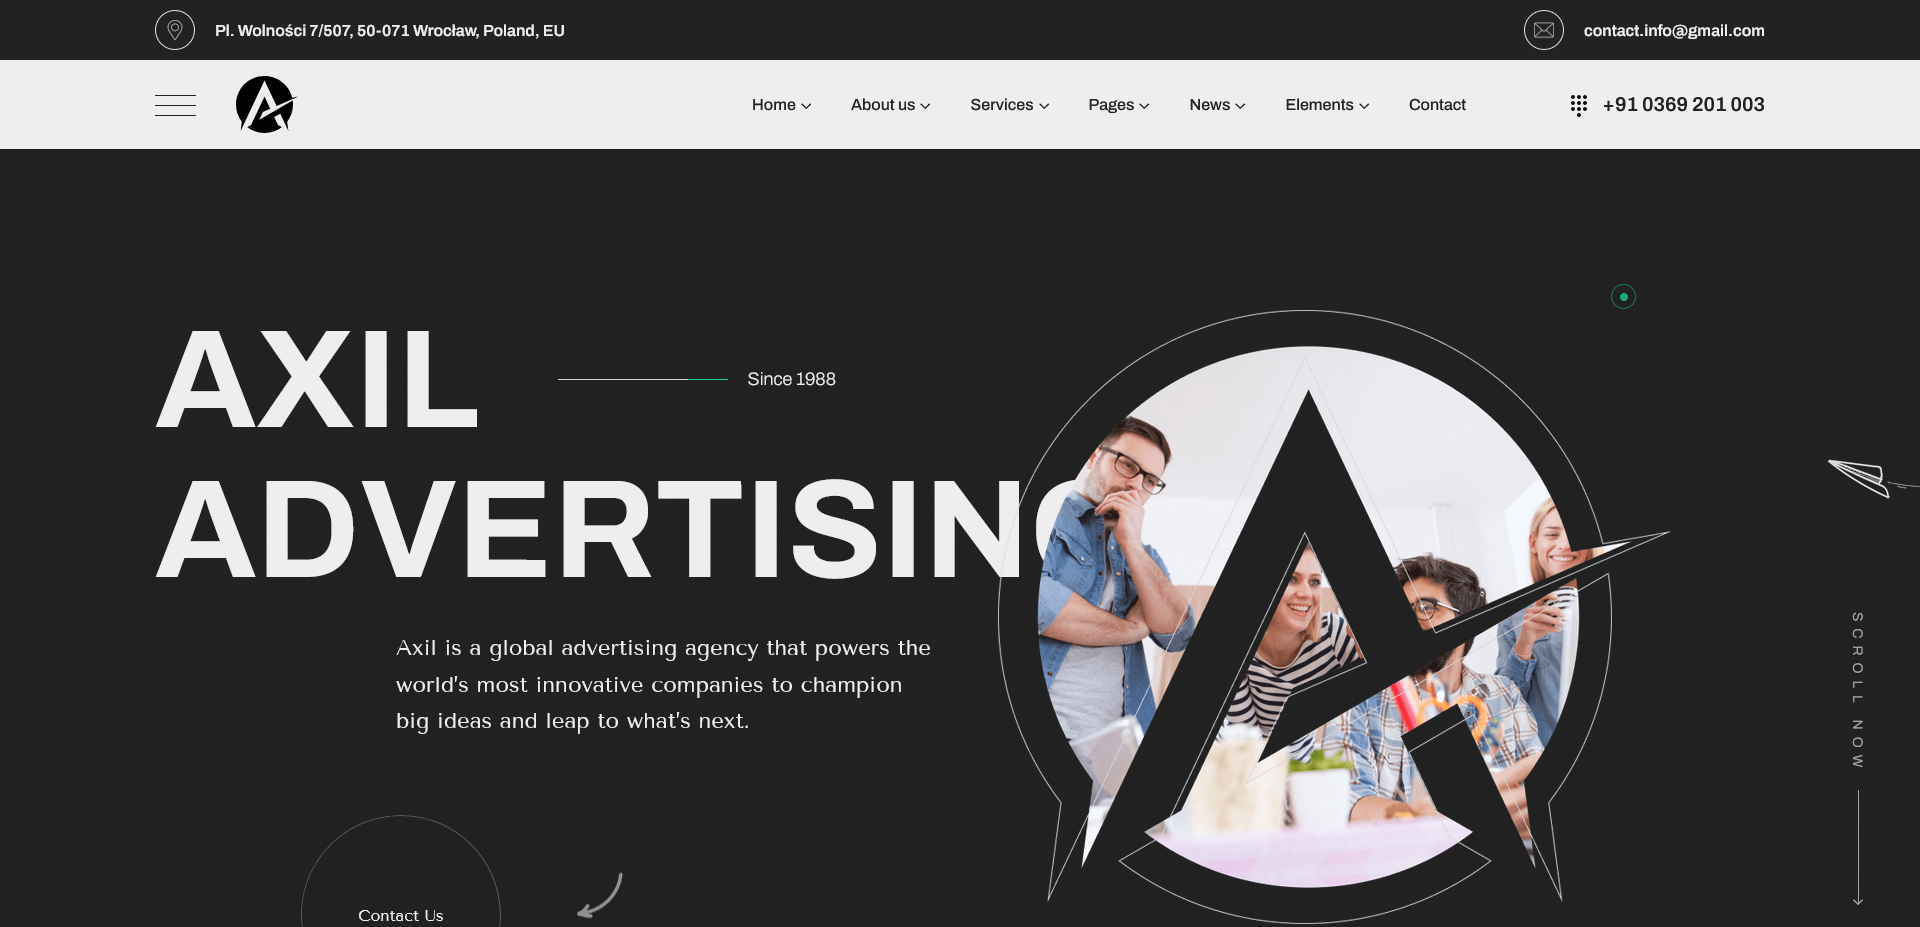 Pl. Wolności 7/507, 50-071 Wrocław, Poland, EU
contact.info@gmail.com
Home
About us
Services
Pages
News
Elements
Contact
+91 0369 201 003
AXIL
Since 1988
ADVERTISING
Axil is a global advertising agency that powers the
world's most innovative companies to champion
big ideas and leap to what's next.
SCROLL NOW
Contact Us